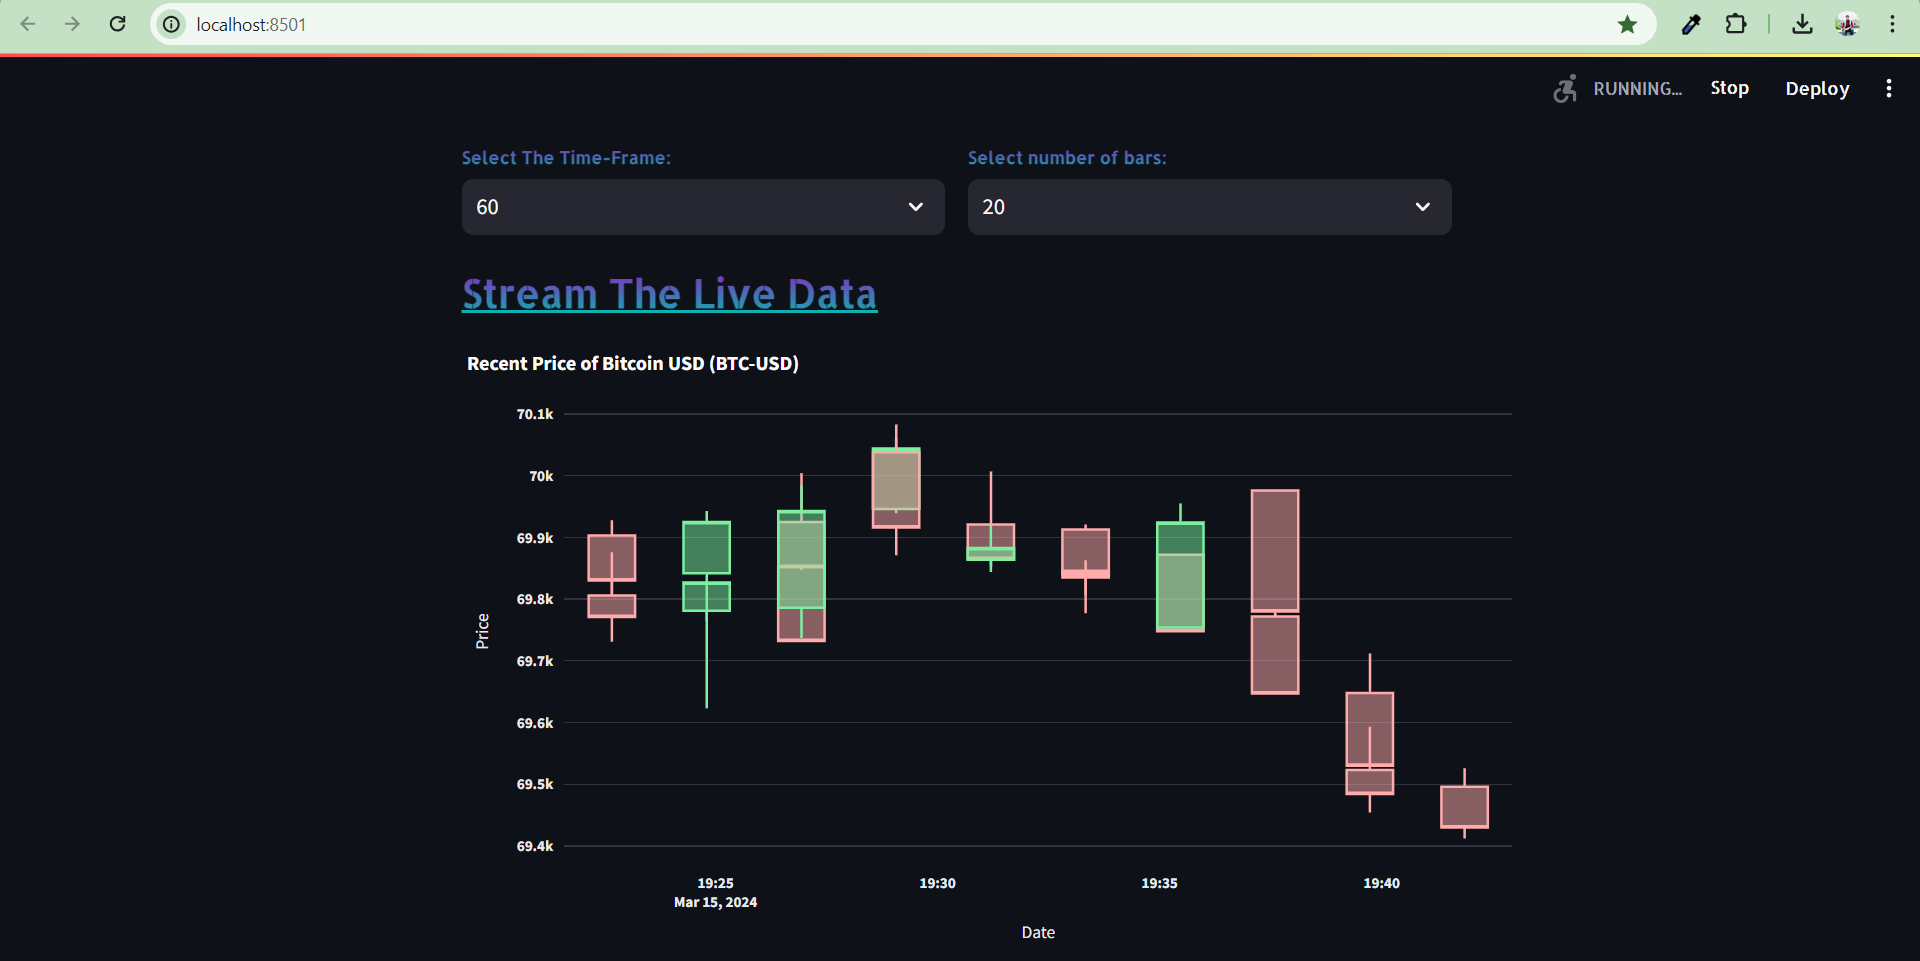 localhost:8501
RUNNING...
Stop
Deploy
Select The Time-Frame:
Select number of bars:
60
20
Stream The Live Data
Recent Price of Bitcoin USD (BTC-USD)
70.1k
70k
69.9k
69.8k
69.7k
69.6k
69.5k
69.4k
Price
19:25
19:30
19:35
19:40
Mar 15, 2024
Date